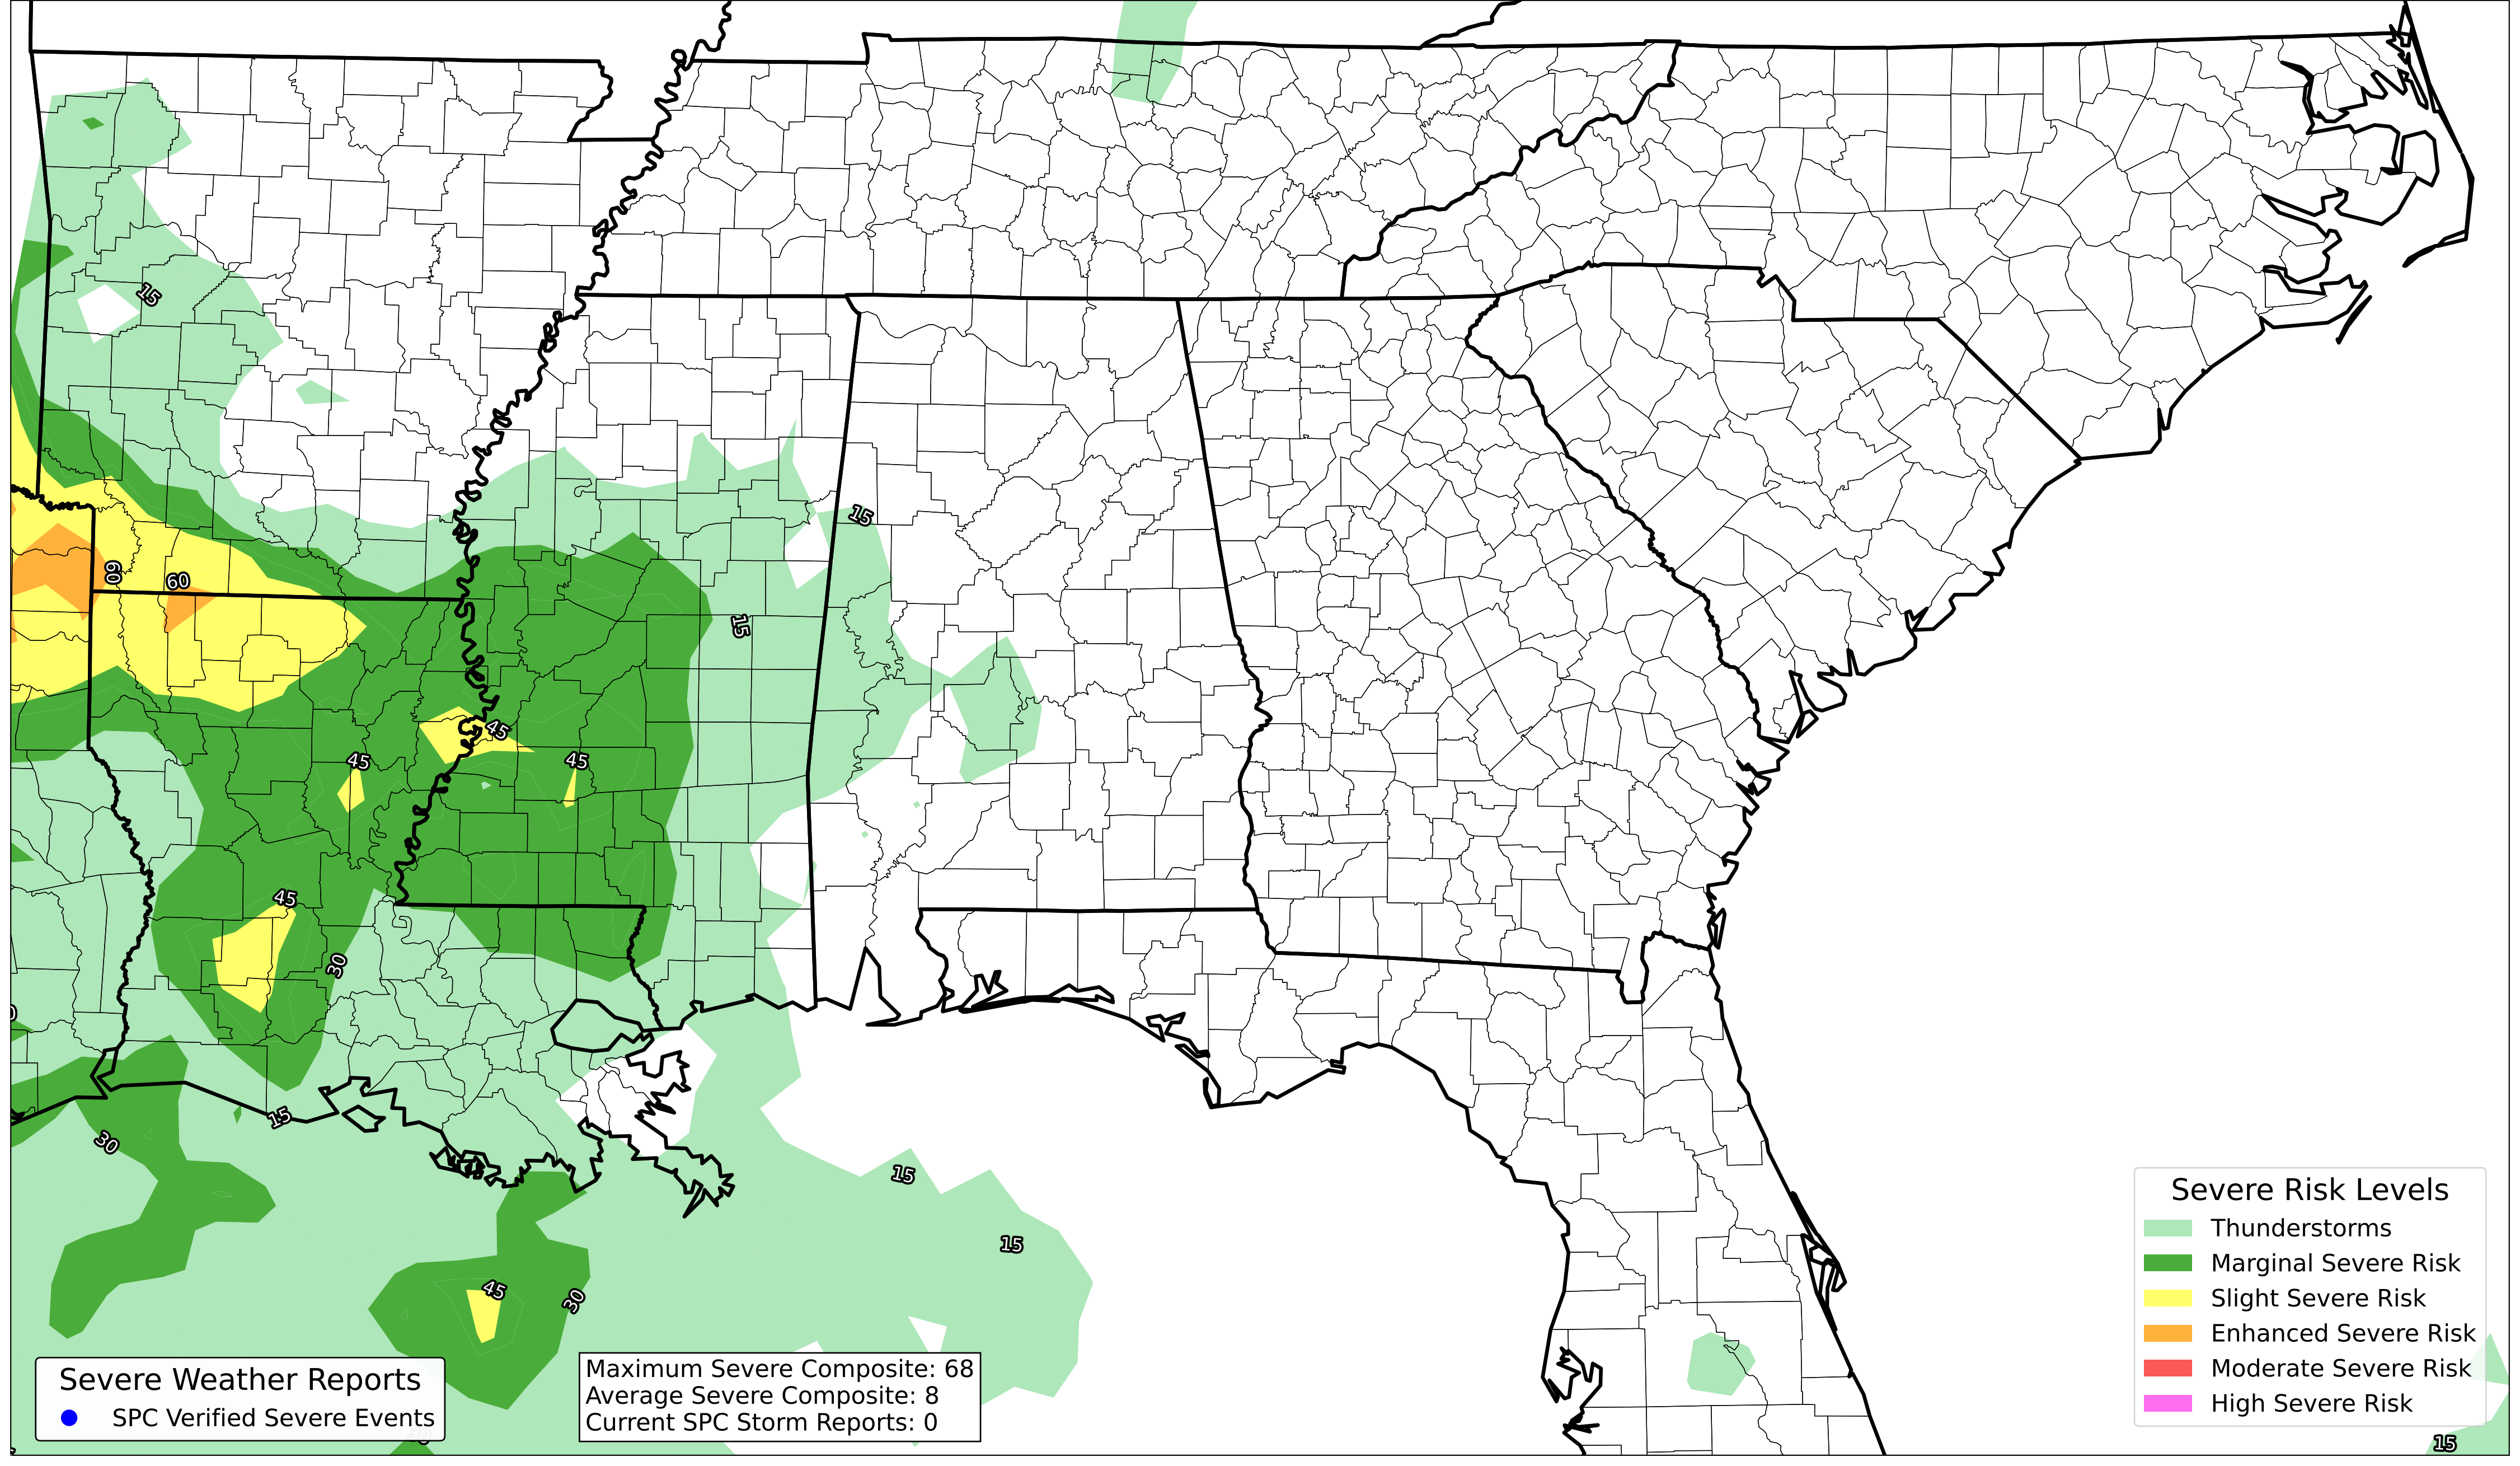 15
15
60
60
15
45
45
45
45
30
15
30
15
15
45
30
Severe Risk Levels
Thunderstorms
Marginal Severe Risk
Slight Severe Risk
Enhanced Severe Risk
Moderate Severe Risk
High Severe Risk
Severe Weather Reports
SPC Verified Severe Events
Maximum Severe Composite: 68
Average Severe Composite: 8
Current SPC Storm Reports: 0
15